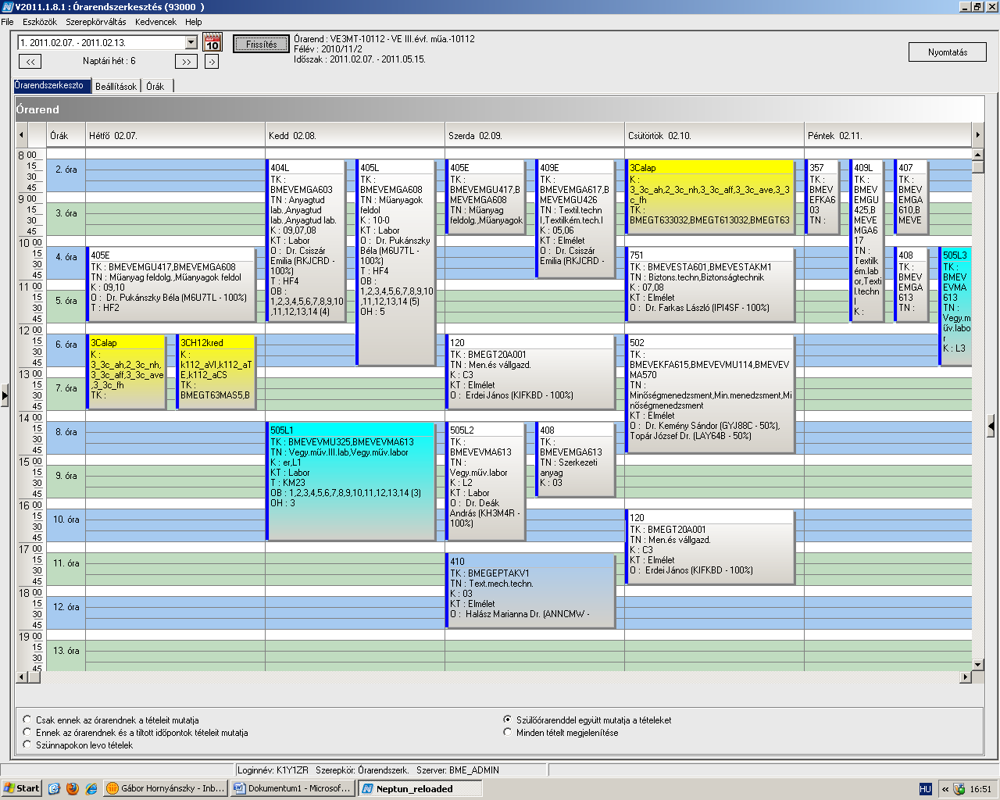 V2011.1.8.1 : Órarendszerkesztés (93000  )
File Eszközök Szerepkörváltás Kedvencek Help
1. 2011.02.07. - 2011.02.13.
10
Frissítés
Órarend : VE3MT-10112 - VE III.évf. műa.-10112
Félév : 2010/11/2
Időszak : 2011.02.07. - 2011.05.15.
Nyomtatás
<< Naptári hét : 6 >> ->
Órarendszerkeszto Beállítások Órák
Órarend
Órák Hétfő 02.07. Kedd 02.08. Szerda 02.09. Csütörtök 02.10. Péntek 02.11.
8 00
15
30
45
9 00
15
30
45
10 00
15
30
45
11 00
15
30
45
12 00
15
30
45
13 00
15
30
45
14 00
15
30
45
15 00
15
30
45
16 00
15
30
45
17 00
15
30
45
18 00
15
30
45
19 00
15
30
45
2. óra
3. óra
4. óra
5. óra
6. óra
7. óra
8. óra
9. óra
10. óra
11. óra
12. óra
13. óra
405E
TK : BMEVEMGU417,BMEVEMGA608
TN : Műanyag feldolg.,Műanyagok feldol
K : 09,10
O :  Dr. Pukánszky Béla (M6U7TL - 100%)
T : HF2
3Calap
K :
3_3c_ah,2_3c_nh,
3_3c_aff,3_3c_ave
,3_3c_fh
TK :
3CH12kred
K :
k112_aVI,k112_aT
E,k112_aCS
TK :
BMEGT63MAS5,B
404L
TK :
BMEVEMGA603
TN : Anyagtud
lab.,Anyagtud lab.
K : 09,07,08
KT : Labor
O :  Dr. Csiszár
Emilia (RKJCRD -
100%)
T : HF4
OB :
1,2,3,4,5,6,7,8,9,10
,11,12,13,14 (4)
405L
TK :
BMEVEMGA608
TN : Műanyagok
feldol
K : 10-0
KT : Labor
O :  Dr. Pukánszky
Béla (M6U7TL -
100%)
T : HF4
OB :
1,2,3,4,5,6,7,8,9,10
,11,12,13,14 (5)
OH : 5
505L1
TK : BMEVEVMU325,BMEVEVMA613
TN : Vegy.műv.III.lab,Vegy.műv.labor
K : er,L1
KT : Labor
T : KM23
OB : 1,2,3,4,5,6,7,8,9,10,11,12,13,14 (3)
OH : 3
405E
TK :
BMEVEMGU417,B
MEVEMGA608
TN : Műanyag
feldolg.,Műanyagok
409E
TK :
BMEVEMGA617,B
MEVEMGU426
TN : Textil.techn
I,Textilkém.tech.I
K : 05,06
KT : Elmélet
O :  Dr. Csiszár
Emilia (RKJCRD -
120
TK : BMEGT20A001
TN : Men.és vállgazd.
K : C3
KT : Elmélet
O :  Erdei János (KIFKBD - 100%)
505L2
TK :
BMEVEVMA613
TN :
Vegy.műv.labor
K : L2
KT : Labor
O :  Dr. Deák
András (KH3M4R -
100%)
408
TK :
BMEVEMGA613
TN : Szerkezeti
anyag
K : 03
410
TK : BMEGEPTAKV1
TN : Text.mech.techn.
K : 03
KT : Elmélet
O :  Halász Marianna Dr. (ANNCMW -
3Calap
K :
3_3c_ah,2_3c_nh,3_3c_aff,3_3c_ave,3_3
c_fh
TK :
BMEGT633032,BMEGT613032,BMEGT63
751
TK : BMEVESTA601,BMEVESTAKM1
TN : Biztons.techn,Biztonságtechnik
K : 07,08
KT : Elmélet
O :  Dr. Farkas László (IPI4SF - 100%)
502
TK :
BMEVEKFA615,BMEVEVMU114,BMEVEV
MA570
TN :
Minőségmenedzsment,Min.menedzsment,Mi
nőségmenedzsment
KT : Elmélet
O :  Dr. Kemény Sándor (GYJ88C - 50%),
Topár József Dr. (LAY64B - 50%)
120
TK : BMEGT20A001
TN : Men.és vállgazd.
K : C3
KT : Elmélet
O :  Erdei János (KIFKBD - 100%)
357
TK :
BMEV
EFKA6
03
TN :
409L
TK :
BMEV
EMGU
425,B
MEVE
MGA6
17
TN :
Textilk
ém.lab
or,Texti
l.techn
I
K :
407
TK :
BMEV
EMGA
610,B
MEVE
408
TK :
BMEV
EMGA
613
TN :
505L3
TK :
BMEV
EVMA
613
TN :
Vegy.m
űv.labo
r
K : L3
Csak ennek az órarendnek a tételeit mutatja
Ennek az órarendnek és a tiltott időpontok tételeit mutatja
Szünnapokon levo tételek
Szülőórarenddel együtt mutatja a tételeket
Minden tételt megjelenítése
Loginnév: K1Y1ZR   Szerepkör: Órarendszerk.   Szerver: BME_ADMIN
Start Gábor Hornyánszky - Inb... Dokumentum1 - Microsof... Neptun_reloaded HU « 16:51